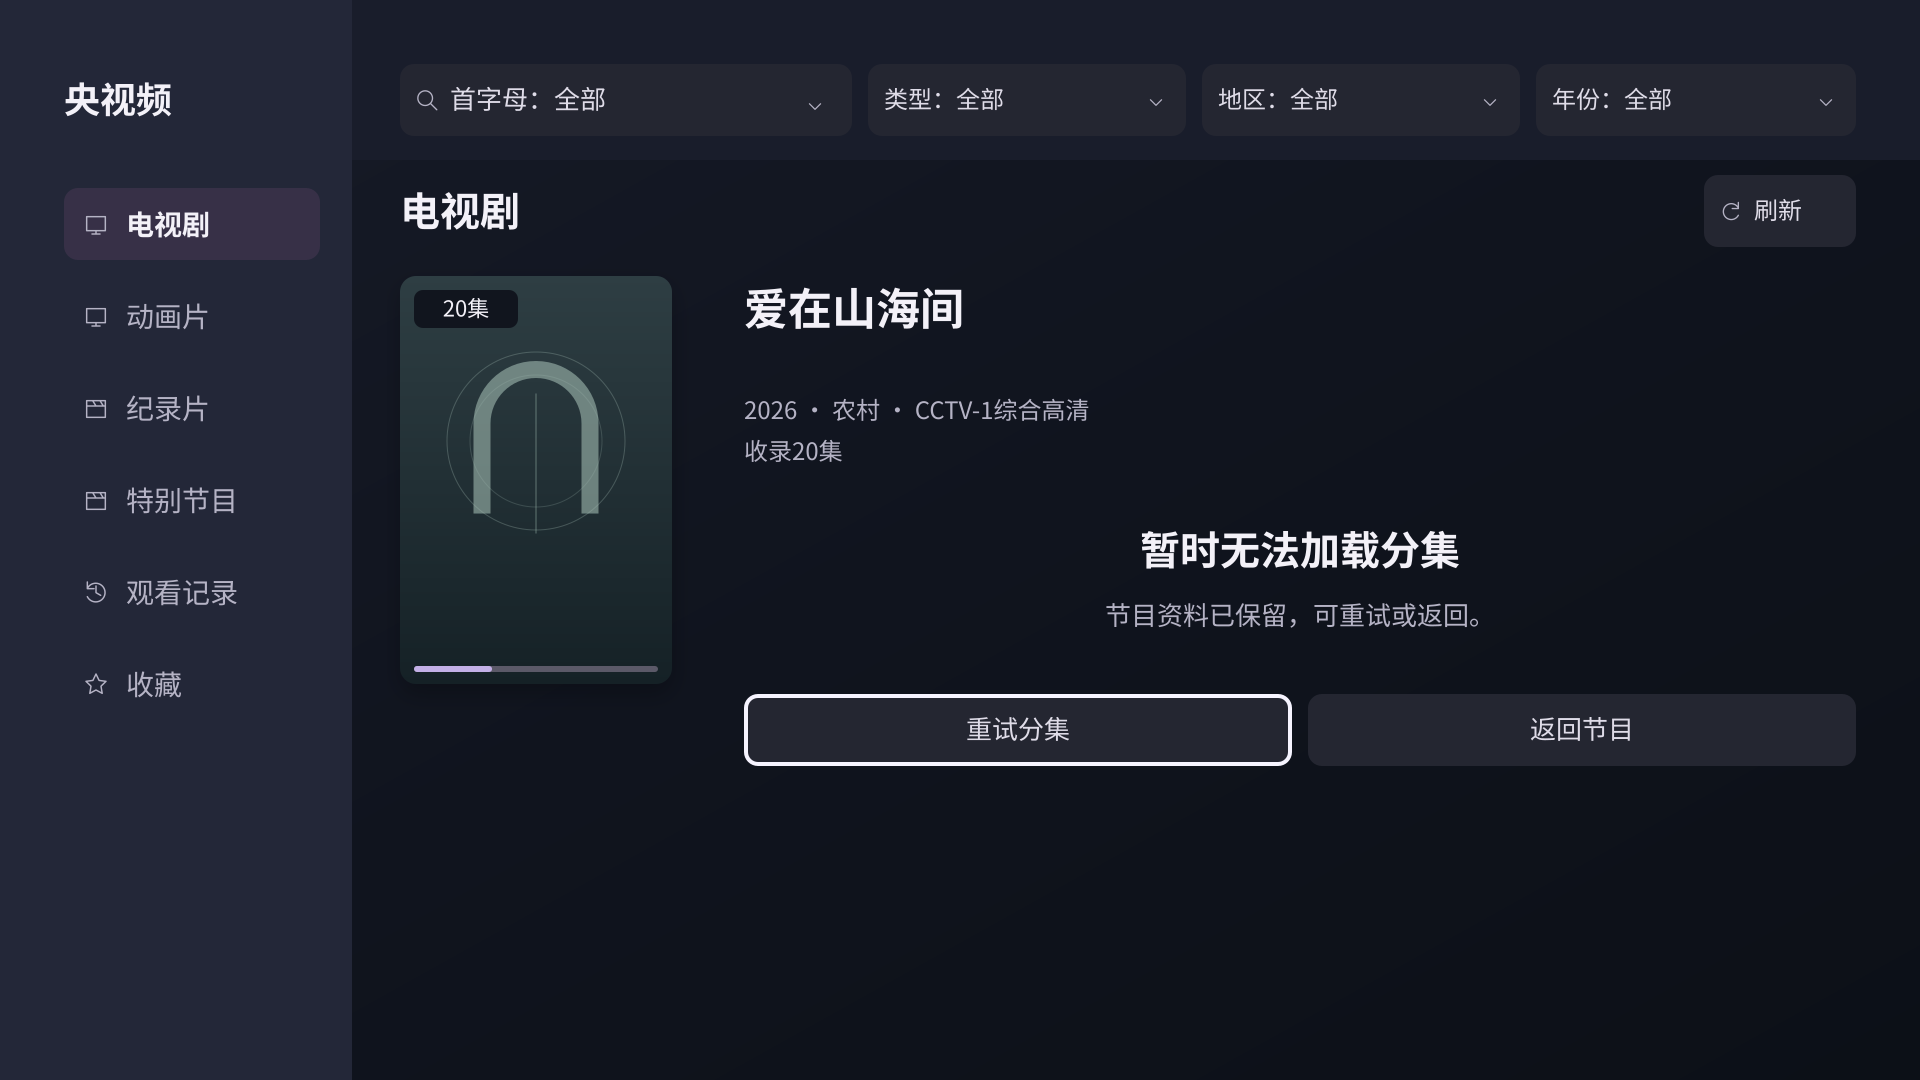 央视频
电视剧
动画片
纪录片
特别节目
观看记录
收藏
首字母：全部
类型：全部
地区：全部
年份：全部
电视剧
刷新
20集
爱在山海间
2026 · 农村 · CCTV-1综合高清
收录20集
暂时无法加载分集
节目资料已保留，可重试或返回。
重试分集
返回节目